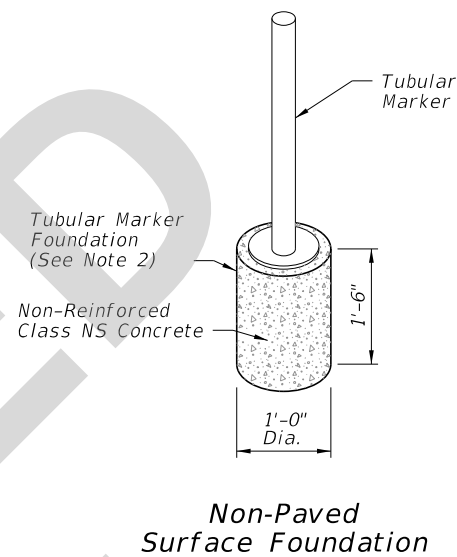 Tubular
Marker
Tubular Marker
Foundation
(See Note 2)
Non-Reinforced
Class NS Concrete
1'-6"
1'-0"
Dia.
Non-Paved
Surface Foundation